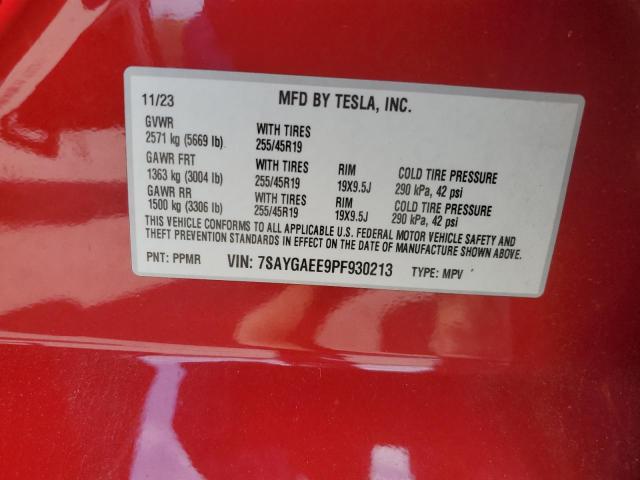 11/23 MFD BY TESLA, INC.
GVWR
2571 kg (5669 lb) WITH TIRES 255/45R19
GAWR FRT
1363 kg (3004 lb) WITH TIRES 255/45R19 RIM 19X9.5J COLD TIRE PRESSURE 290 kPa, 42 psi
GAWR RR
1500 kg (3306 lb) WITH TIRES 255/45R19 RIM 19X9.5J COLD TIRE PRESSURE 290 kPa, 42 psi
THIS VEHICLE CONFORMS TO ALL APPLICABLE U.S. FEDERAL MOTOR VEHICLE SAFETY AND
THEFT PREVENTION STANDARDS IN EFFECT ON THE DATE OF MANUFACTURE SHOWN ABOVE.
PNT: PPMR VIN: 7SAYGAEE9PF930213 TYPE: MPV